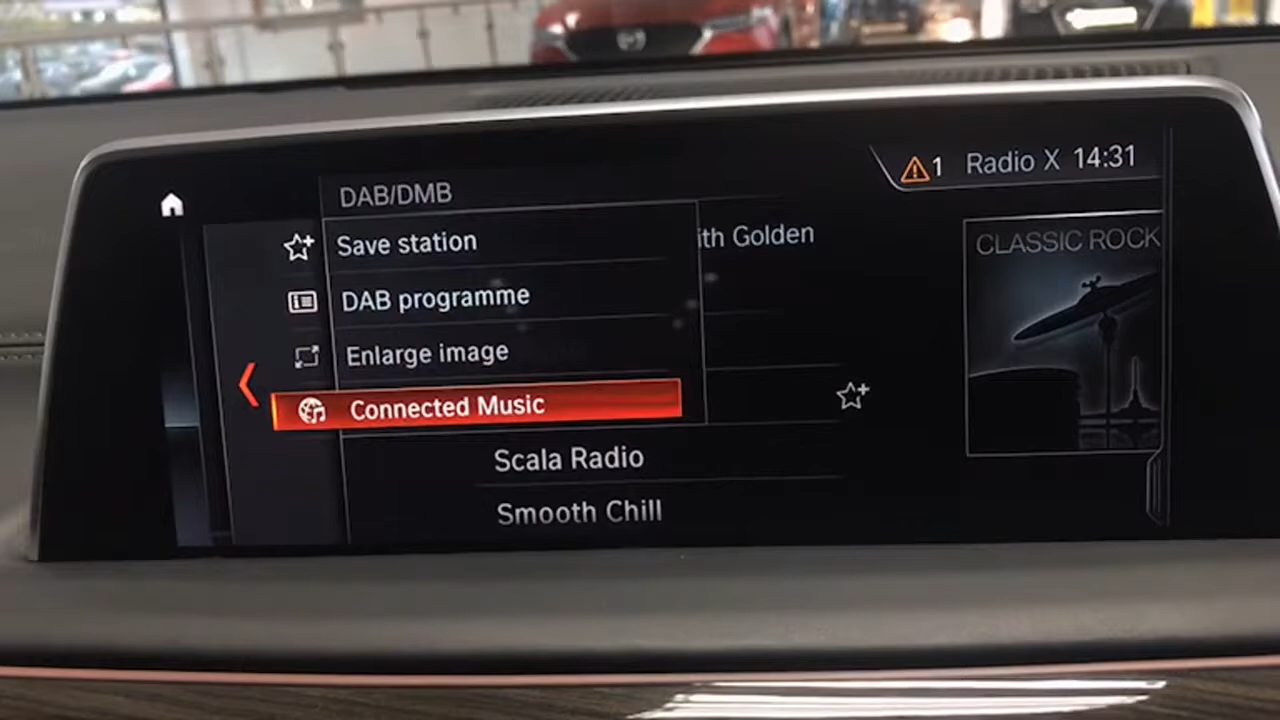 1 Radio X 14:31
DAB/DMB
Save station
ith Golden
CLASSIC ROCK
DAB programme
Enlarge image
Connected Music
Scala Radio
Smooth Chill